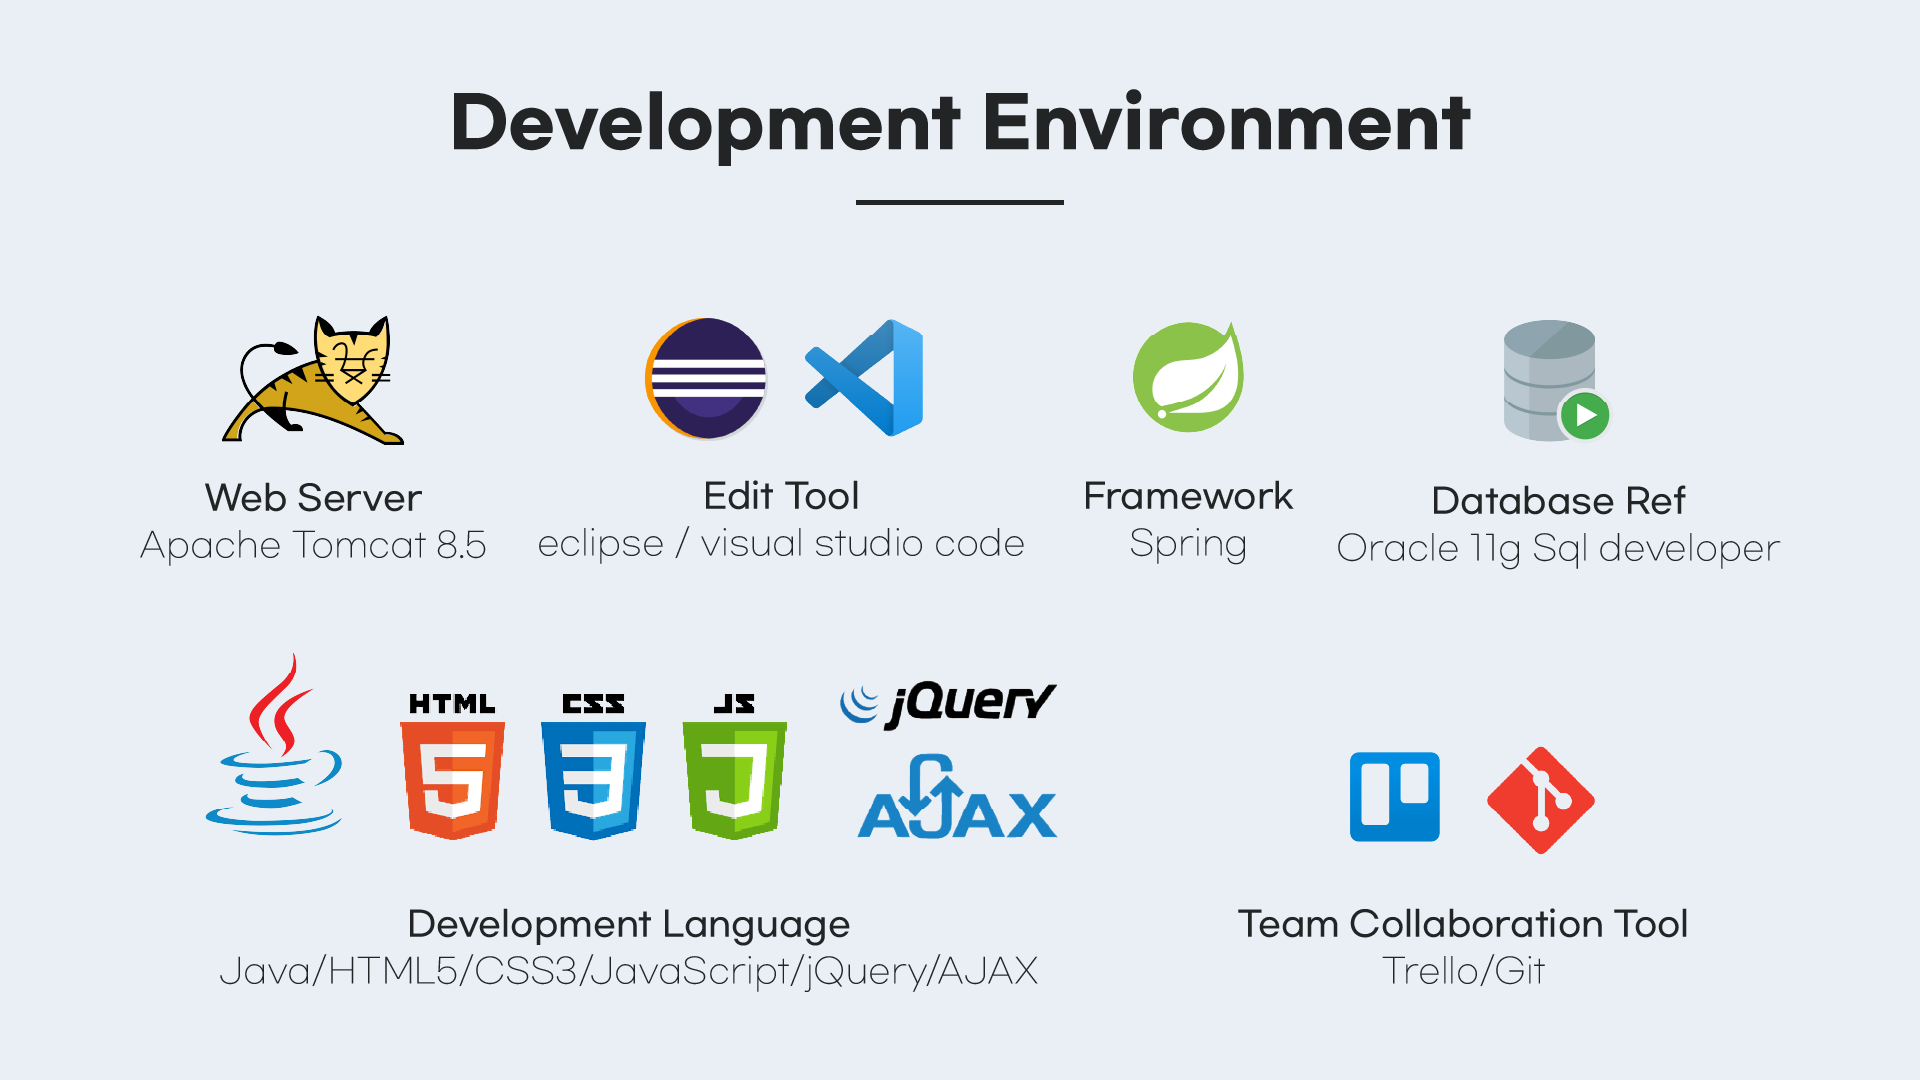 Development Environment
Web Server
Apache Tomcat 8.5
Edit Tool
eclipse / visual studio code
Framework
Spring
Database Ref
Oracle 11g Sql developer
HTML
CSS
JS
jQuery
AJAX
Development Language
Java/HTML5/CSS3/JavaScript/jQuery/AJAX
Team Collaboration Tool
Trello/Git